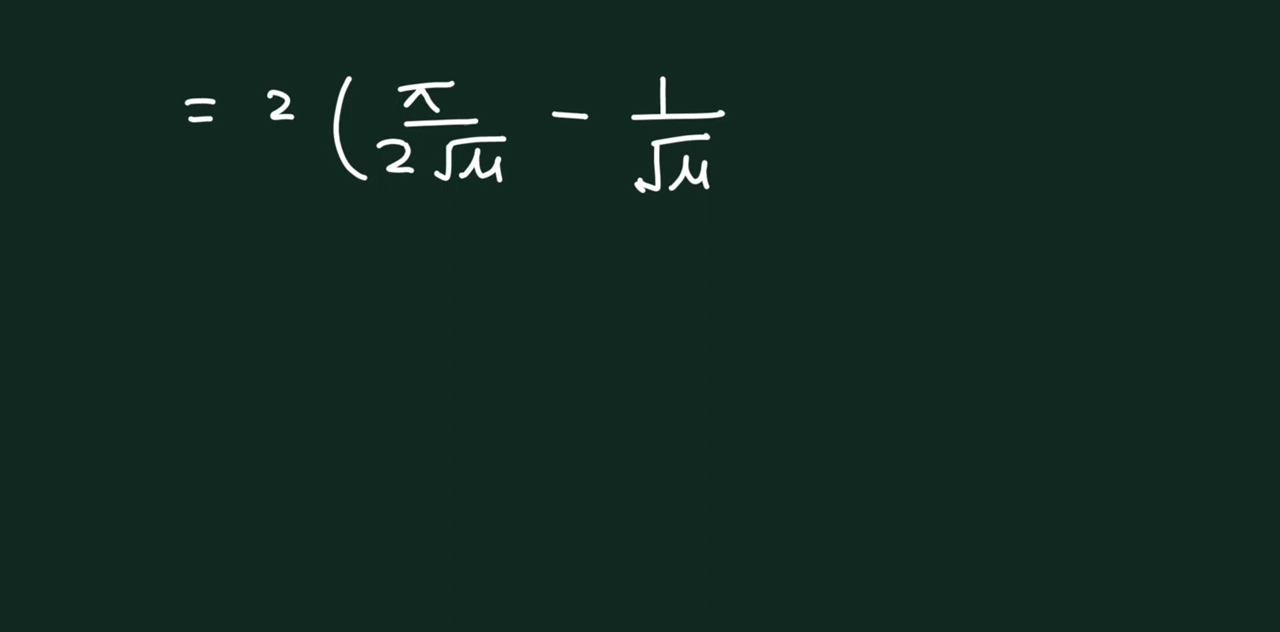 = 2 ( π / 2 √μ − 1 / √μ